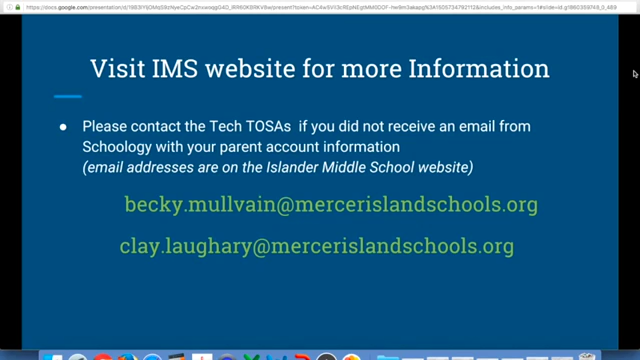 Visit IMS website for more Information
● Please contact the Tech TOSAs if you did not receive an email from
Schoology with your parent account information
(email addresses are on the Islander Middle School website)
becky.mullvain@mercerislandschools.org
clay.laughary@mercerislandschools.org